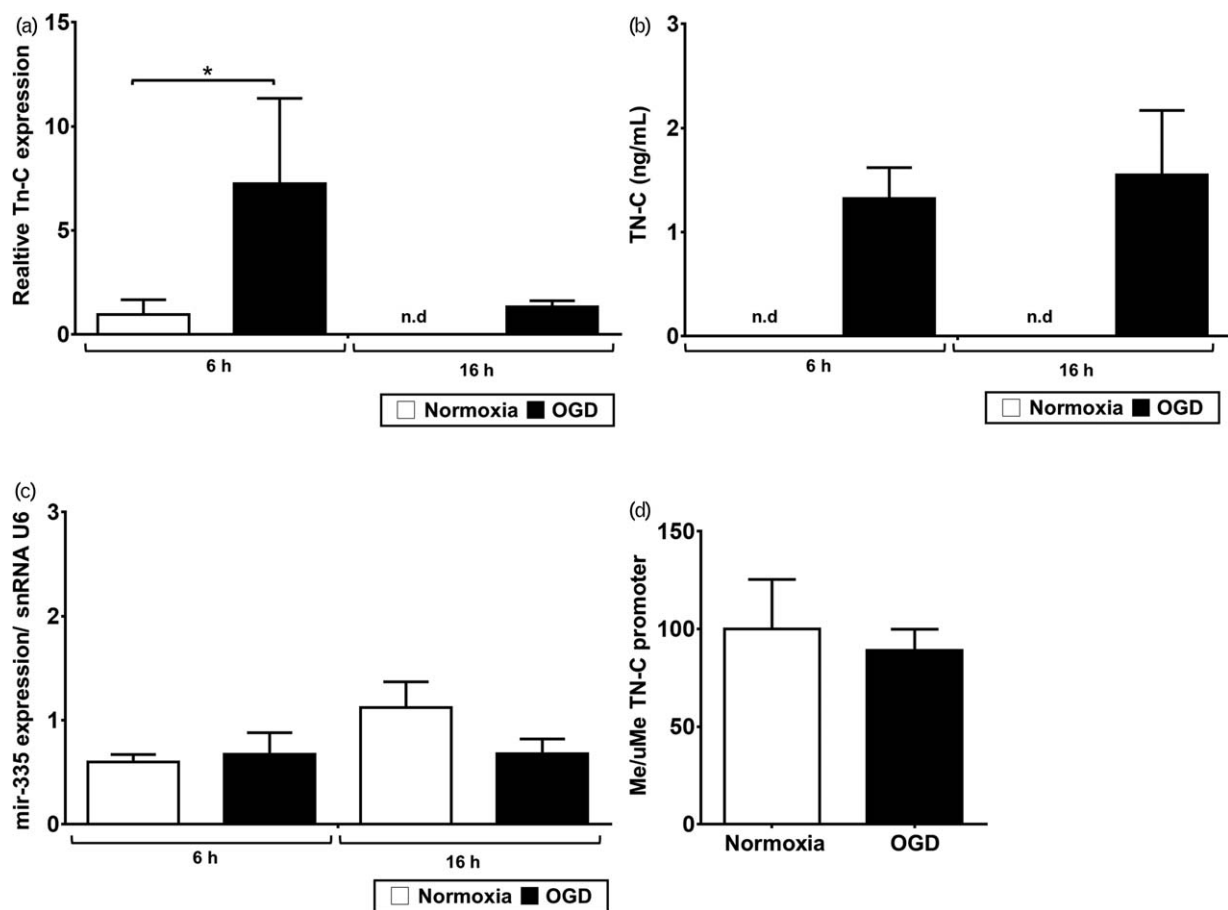 (a)
Realtive Tn-C expression
15
10
5
0
*
n.d
6 h
16 h
Normoxia OGD
(b)
TN-C (ng/mL)
3
2
1
0
n.d
n.d
6 h
16 h
Normoxia OGD
(c)
mir-335 expression/ snRNA U6
3
2
1
0
6 h
16 h
Normoxia OGD
(d)
Me/uMe TN-C promoter
150
100
50
0
Normoxia OGD